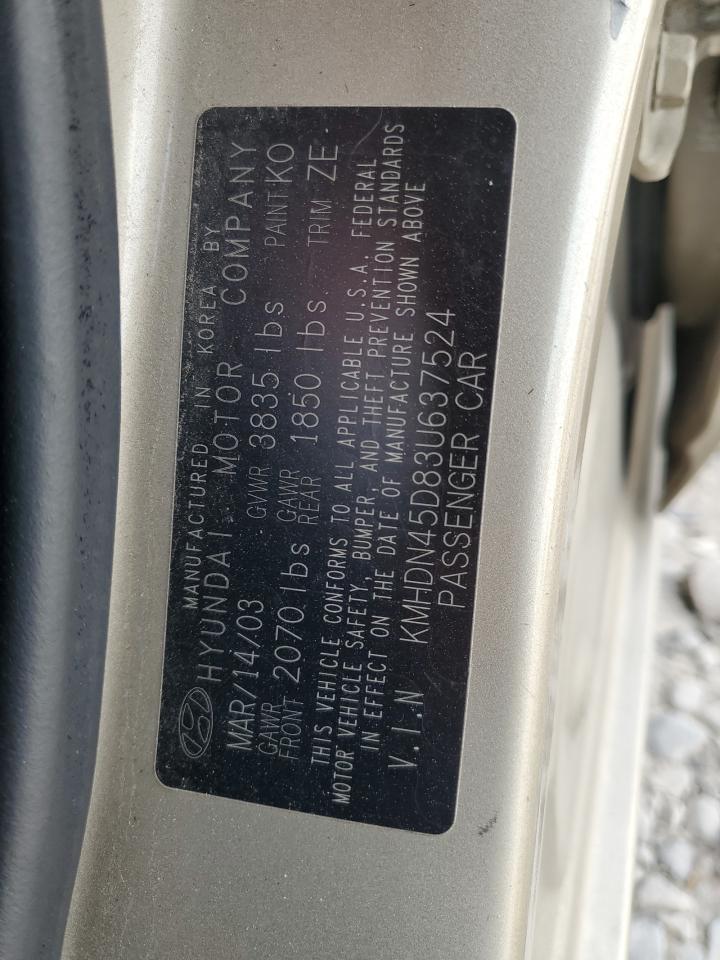 MANUFACTURED IN KOREA BY
HYUNDAI MOTOR COMPANY
MAR/14/03 GVWR 3835 lbs PAINT KO
GAWR FRONT 2070 lbs GAWR REAR 1850 lbs TRIM ZE
THIS VEHICLE CONFORMS TO ALL APPLICABLE U.S.A. FEDERAL
MOTOR VEHICLE SAFETY, BUMPER, AND THEFT PREVENTION STANDARDS
IN EFFECT ON THE DATE OF MANUFACTURE SHOWN ABOVE
V.I.N KMHDN45D83U637524
PASSENGER CAR